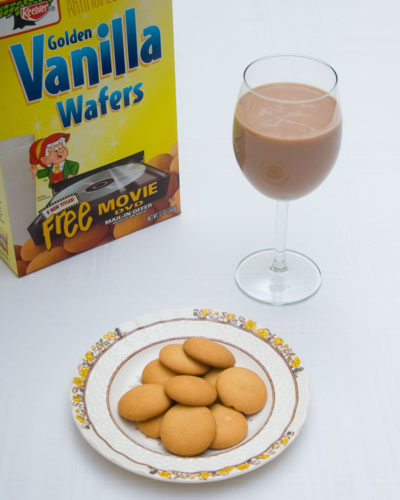 Keebler
Golden
Vanilla
Wafers
Free MOVIE
DVD
MAIL-IN OFFER